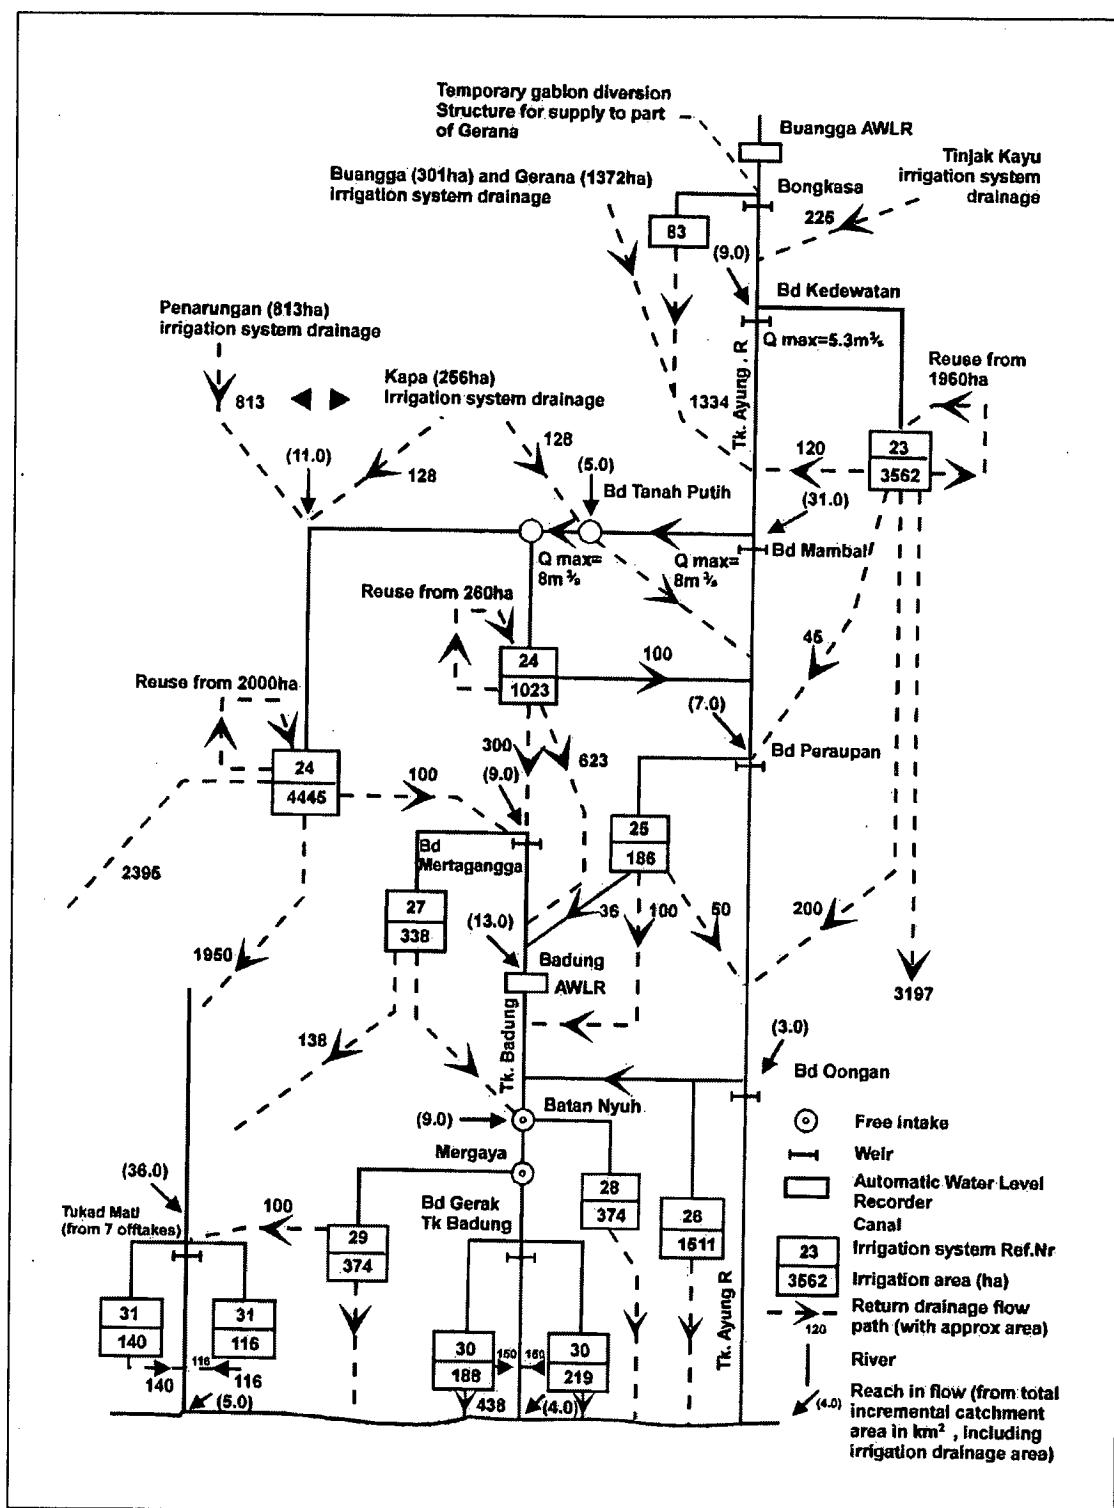 Temporary gabion diversion
Structure for supply to part
of Gerana
Buangga AWLR
Tinjak Kayu
irrigation system
drainage
Buangga (301ha) and Gerana (1372ha)
irrigation system drainage
Bongkasa
225
83
(9.0)
Bd Kedewatan
Penarungan (813ha)
irrigation system drainage
Q max=5.3m³/s
Reuse from
1960ha
Kapa (256ha)
Irrigation system drainage
813
1334
Tk. Ayung . R
128
120
23
3562
(11.0)
128
(5.0)
Bd Tanah Putih
(31.0)
Bd Mambal
Q max=
8m³/s
Q max=
8m³/s
Reuse from 260ha
45
24
1023
100
Reuse from 2000ha
(7.0)
Bd Peraupan
300
623
(9.0)
24
4445
100
25
186
Bd
Mertagangga
2395
27
338
36
100
50
200
(13.0)
1950
Badung
AWLR
3197
138
Tk. Badung
(3.0)
Bd Oongan
Batan Nyuh
(9.0)
Free intake
Mergaya
Weir
(36.0)
Automatic Water Level
Recorder
Canal
Tukad Mati
(from 7 offtakes)
100
Bd Gerak
Tk Badung
28
374
26
1511
29
374
23
3562
Irrigation system Ref.Nr
Irrigation area (ha)
Return drainage flow
path (with approx area)
120
31
140
31
116
Tk. Ayung R
30
188
150
150
30
219
River
116
140
116
Reach in flow (from total
incremental catchment
area in km² , including
irrigation drainage area)
(4.0)
(5.0)
438
(4.0)